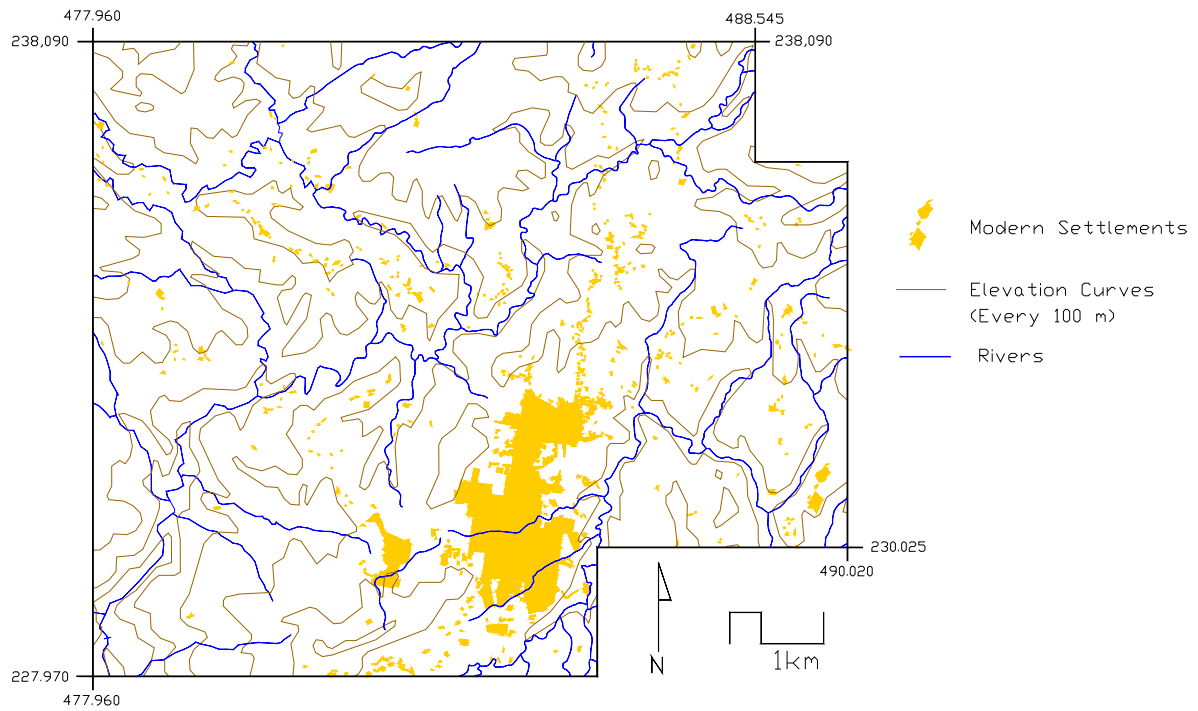 477.960
488.545
238,090
238,090
Modern Settlements
Elevation Curves
(Every 100 m)
Rivers
230.025
490.020
N
1km
227.970
477.960